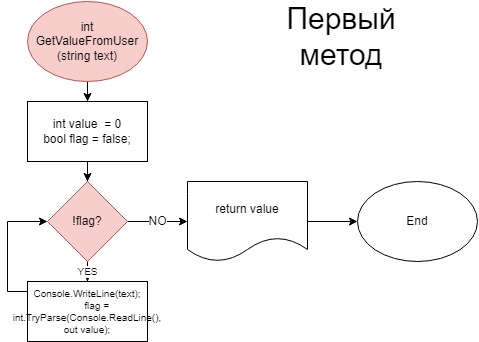 int
GetValueFromUser
(string text)
Первый
метод
int value = 0
bool flag = false;
!flag?
NO
return value
End
YES
Console.WriteLine(text);
flag =
int.TryParse(Console.ReadLine(),
out value);